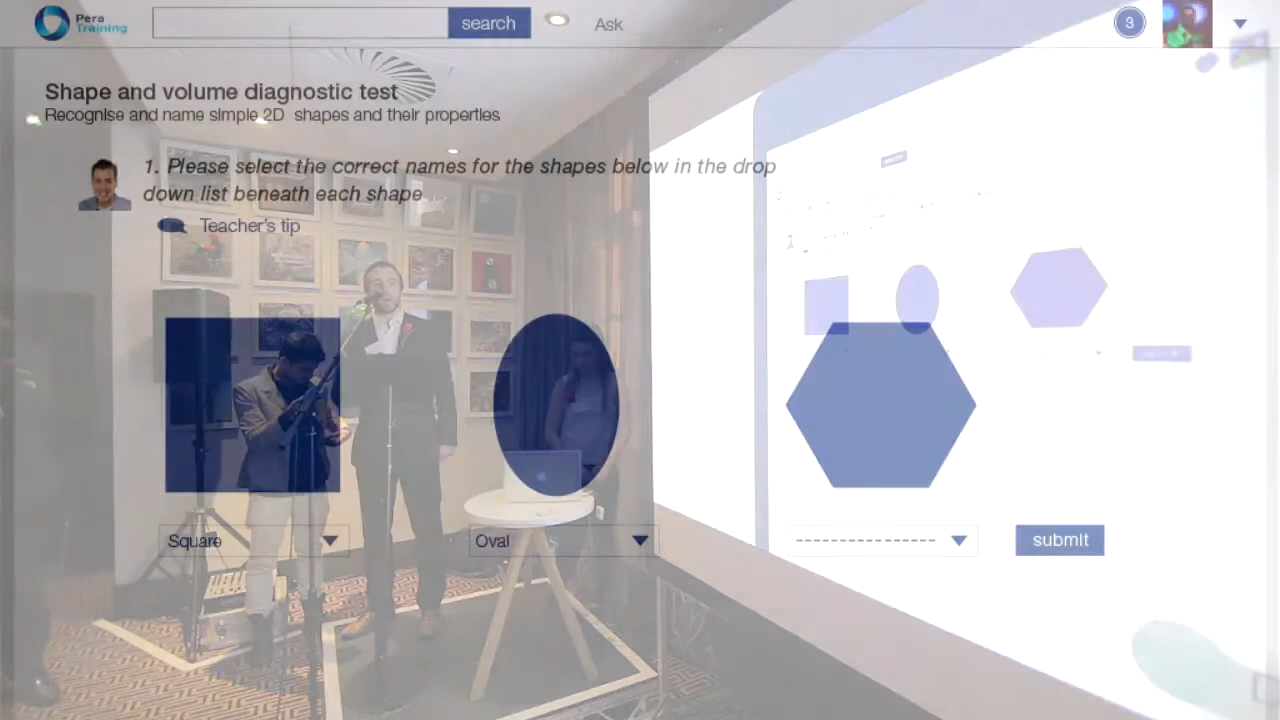 Pera
Training
search
Ask
3
Shape and volume diagnostic test
Recognise and name simple 2D shapes and their properties
1. Please select the correct names for the shapes below in the drop
down list beneath each shape
Teacher's tip
Square
Oval
submit